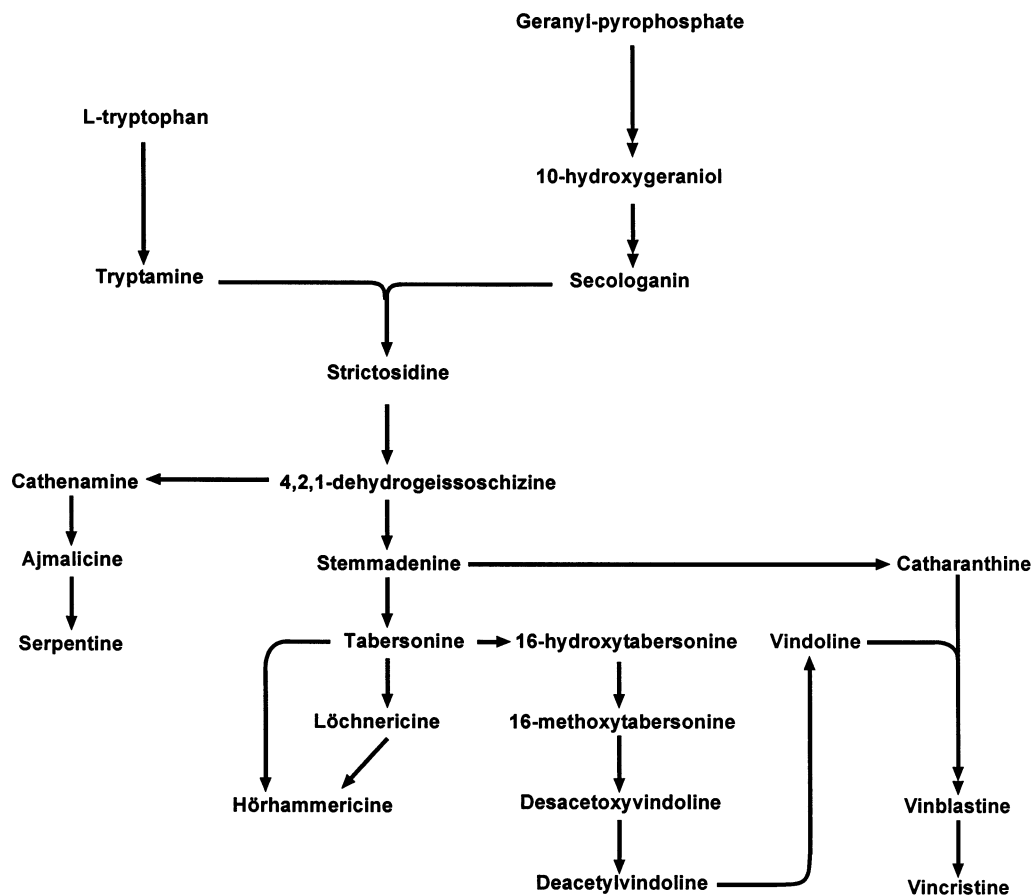 Geranyl-pyrophosphate
L-tryptophan
10-hydroxygeraniol
Tryptamine
Secologanin
Strictosidine
Cathenamine
4,2,1-dehydrogeissoschizine
Ajmalicine
Stemmadenine
Catharanthine
Serpentine
Tabersonine
16-hydroxytabersonine
Vindoline
Löchnericine
16-methoxytabersonine
Hörhammericine
Desacetoxyvindoline
Vinblastine
Deacetylvindoline
Vincristine